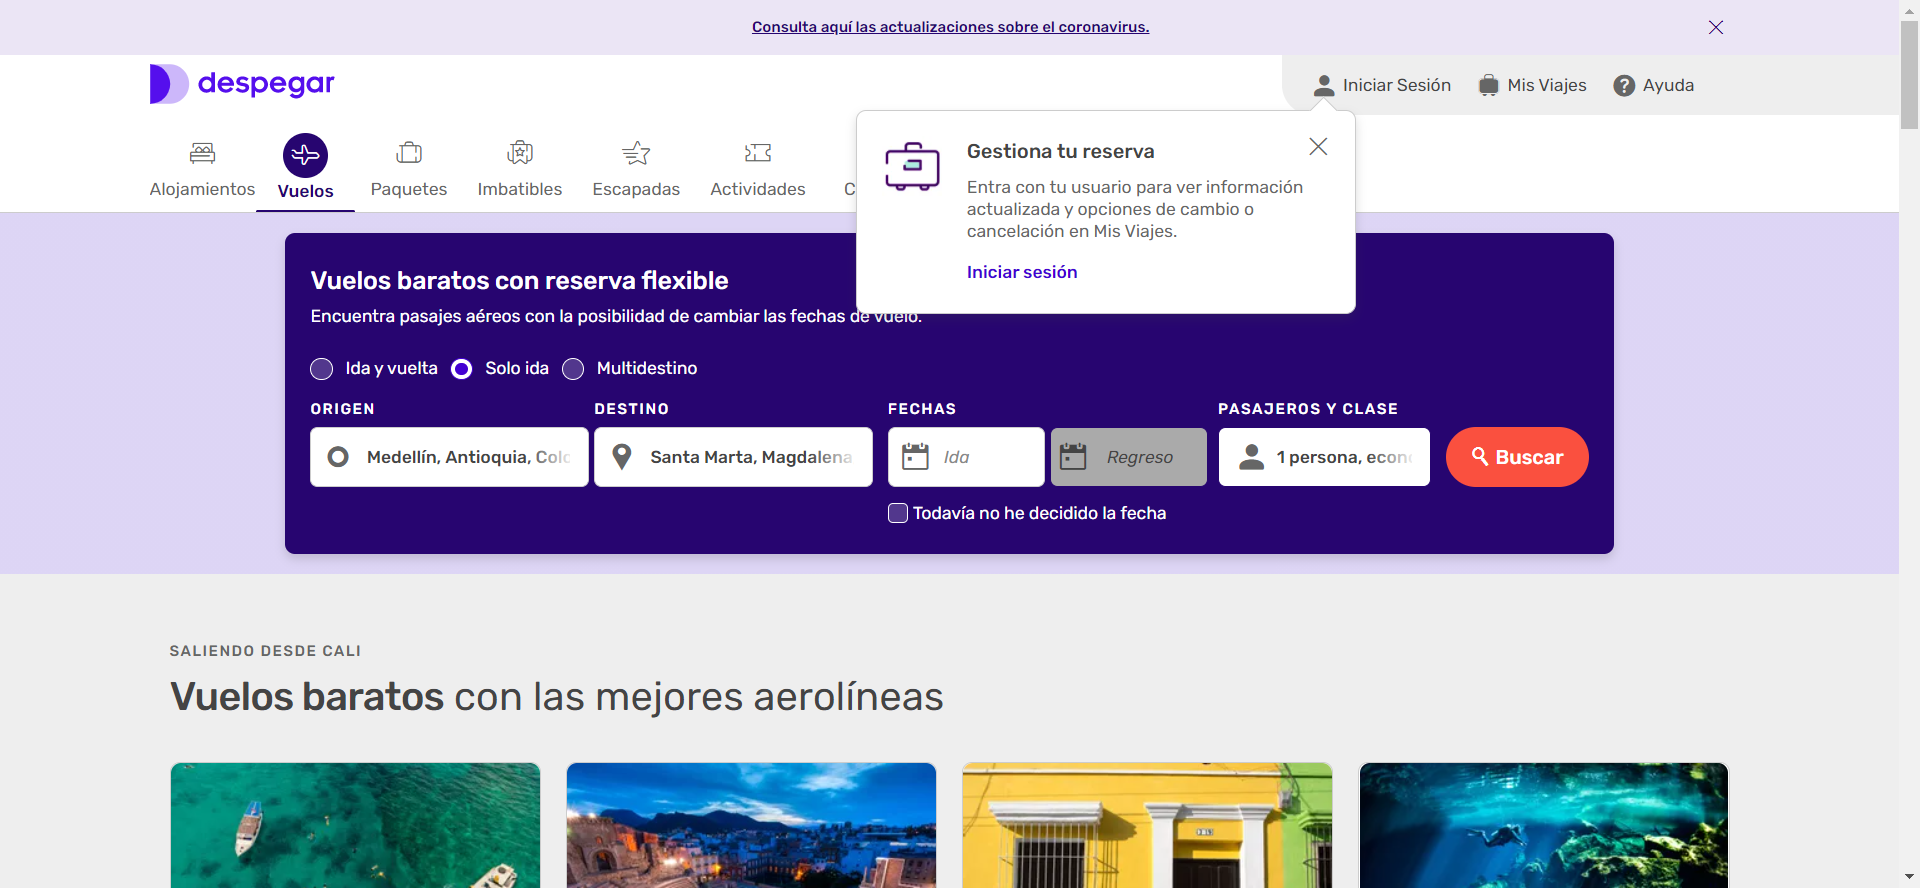 Consulta aquí las actualizaciones sobre el coronavirus.
despegar
Iniciar Sesión
Mis Viajes
Ayuda
Alojamientos
Vuelos
Paquetes
Imbatibles
Escapadas
Actividades
C
Gestiona tu reserva
Entra con tu usuario para ver información
actualizada y opciones de cambio o
cancelación en Mis Viajes.
Iniciar sesión
Vuelos baratos con reserva flexible
Encuentra pasajes aéreos con la posibilidad de cambiar las fechas de vuelo.
Ida y vuelta
Solo ida
Multidestino
ORIGEN
DESTINO
FECHAS
PASAJEROS Y CLASE
Medellín, Antioquia, Colo
Santa Marta, Magdalena
Ida
Regreso
1 persona, econo
Buscar
Todavía no he decidido la fecha
SALIENDO DESDE CALI
Vuelos baratos con las mejores aerolíneas